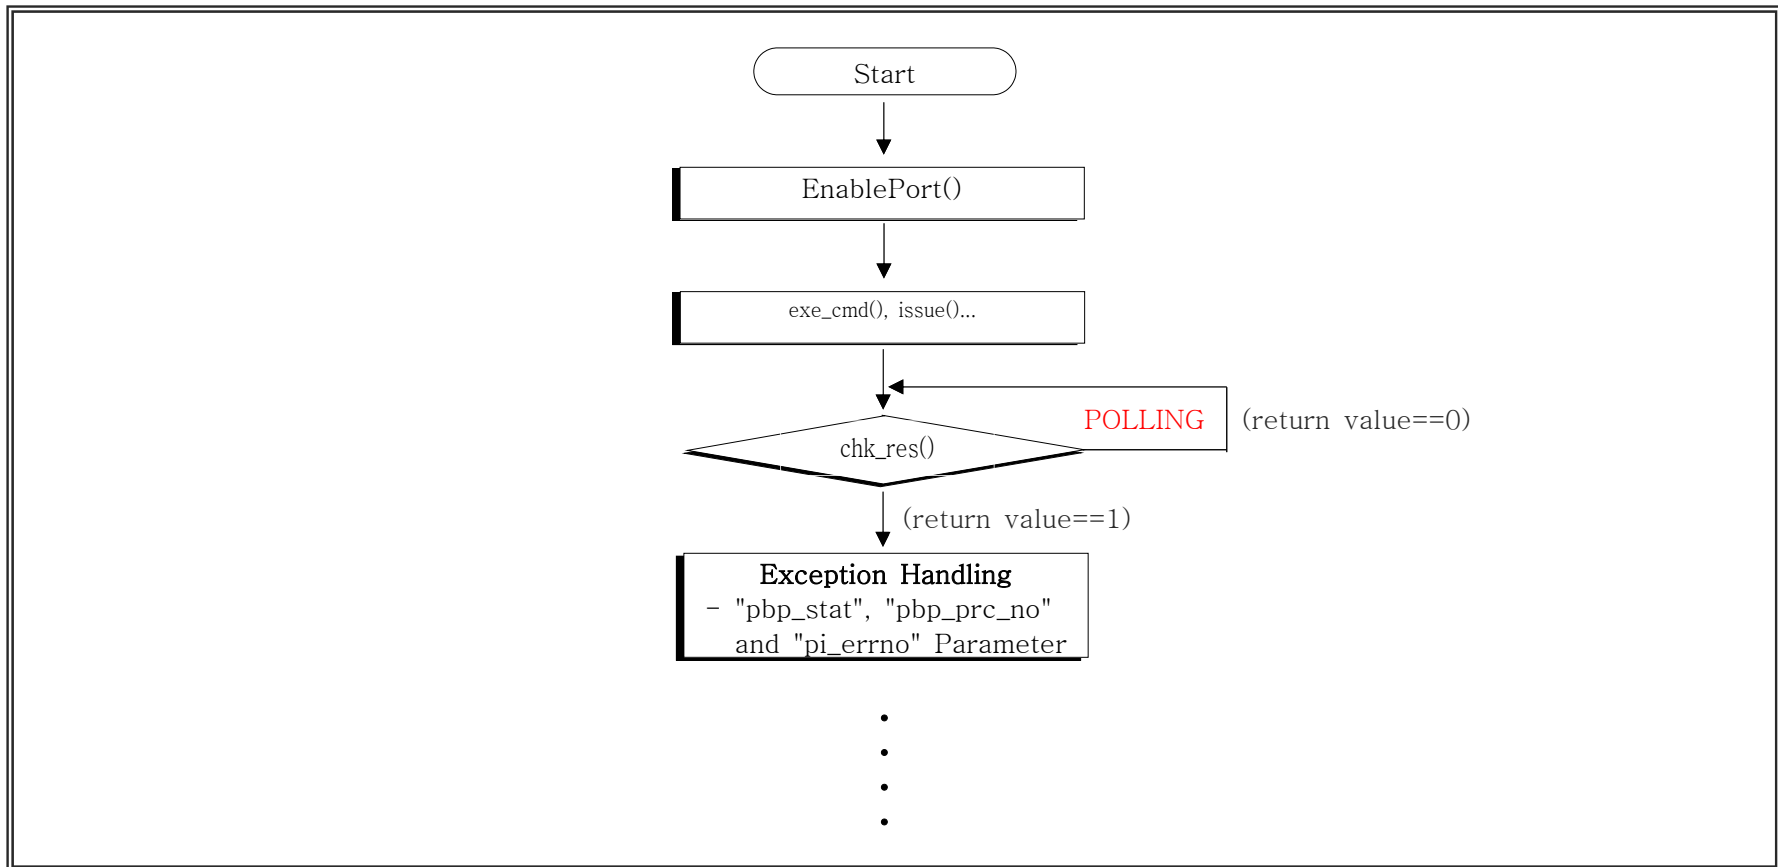 Start
EnablePort()
exe_cmd(), issue()...
POLLING
(return value==0)
chk_res()
(return value==1)
Exception Handling
- "pbp_stat", "pbp_prc_no"
and "pi_errno" Parameter